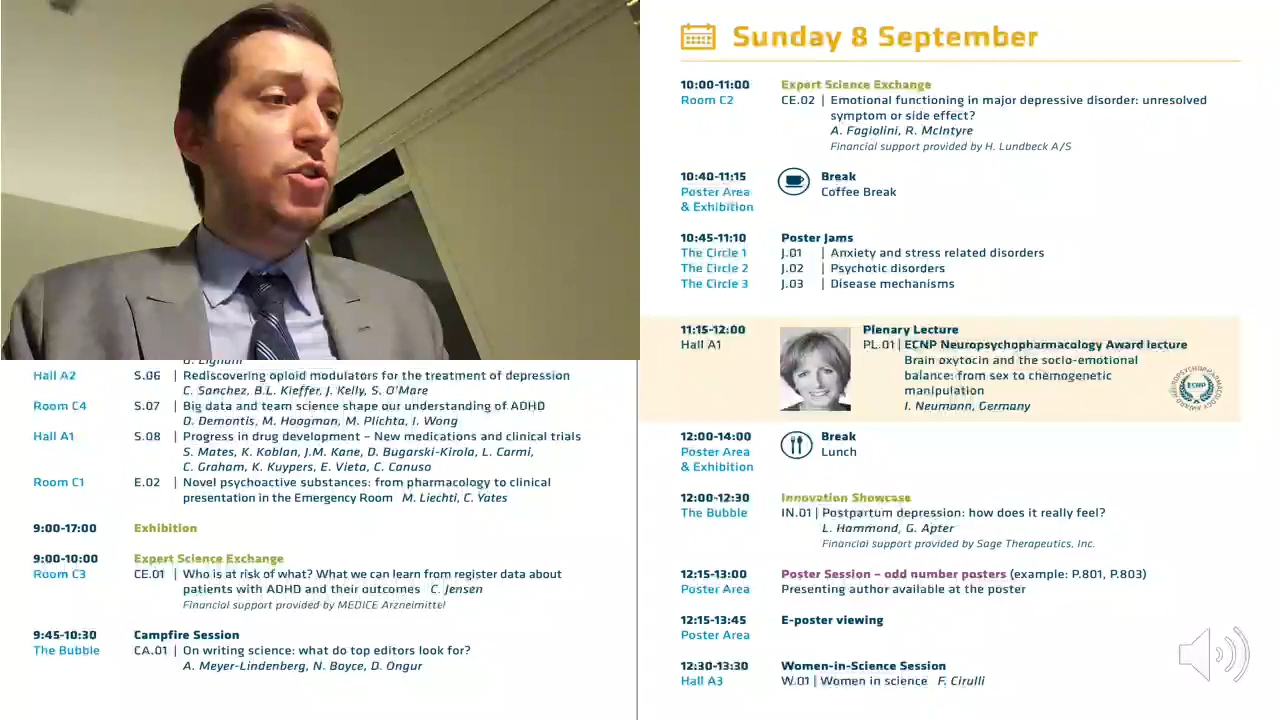 Hall A2 S.06 | Rediscovering opioid modulators for the treatment of depression
C. Sanchez, B.L. Kieffer, J. Kelly, S. O'Mare
Room C4 S.07 | Big data and team science shape our understanding of ADHD
D. Demontis, M. Hoogman, M. Plichta, I. Wong
Hall A1 S.08 | Progress in drug development – New medications and clinical trials
S. Mates, K. Koblan, J.M. Kane, D. Bugarski-Kirola, L. Carmi,
C. Graham, K. Kuypers, E. Vieta, C. Canuso
Room C1 E.02 | Novel psychoactive substances: from pharmacology to clinical
presentation in the Emergency Room M. Liechti, C. Yates
9:00-17:00 Exhibition
9:00-10:00 Expert Science Exchange
Room C3 CE.01 | Who is at risk of what? What we can learn from register data about
patients with ADHD and their outcomes C. Jensen
Financial support provided by MEDICE Arzneimittel
9:45-10:30 Campfire Session
The Bubble CA.01 | On writing science: what do top editors look for?
A. Meyer-Lindenberg, N. Boyce, D. Ongur
Sunday 8 September
10:00-11:00 Expert Science Exchange
Room C2 CE.02 | Emotional functioning in major depressive disorder: unresolved
symptom or side effect?
A. Fagiolini, R. McIntyre
Financial support provided by H. Lundbeck A/S
10:40-11:15 Break
Poster Area Coffee Break
& Exhibition
10:45-11:10 Poster Jams
The Circle 1 J.01 | Anxiety and stress related disorders
The Circle 2 J.02 | Psychotic disorders
The Circle 3 J.03 | Disease mechanisms
11:15-12:00 Plenary Lecture
Hall A1 PL.01 | ECNP Neuropsychopharmacology Award lecture
Brain oxytocin and the socio-emotional
balance: from sex to chemogenetic
manipulation
I. Neumann, Germany
ECNP
12:00-14:00 Break
Poster Area Lunch
& Exhibition
12:00-12:30 Innovation Showcase
The Bubble IN.01 | Postpartum depression: how does it really feel?
L. Hammond, G. Apter
Financial support provided by Sage Therapeutics, Inc.
12:15-13:00 Poster Session – odd number posters (example: P.801, P.803)
Poster Area Presenting author available at the poster
12:15-13:45 E-poster viewing
Poster Area
12:30-13:30 Women-in-Science Session
Hall A3 W.01 | Women in science F. Cirulli